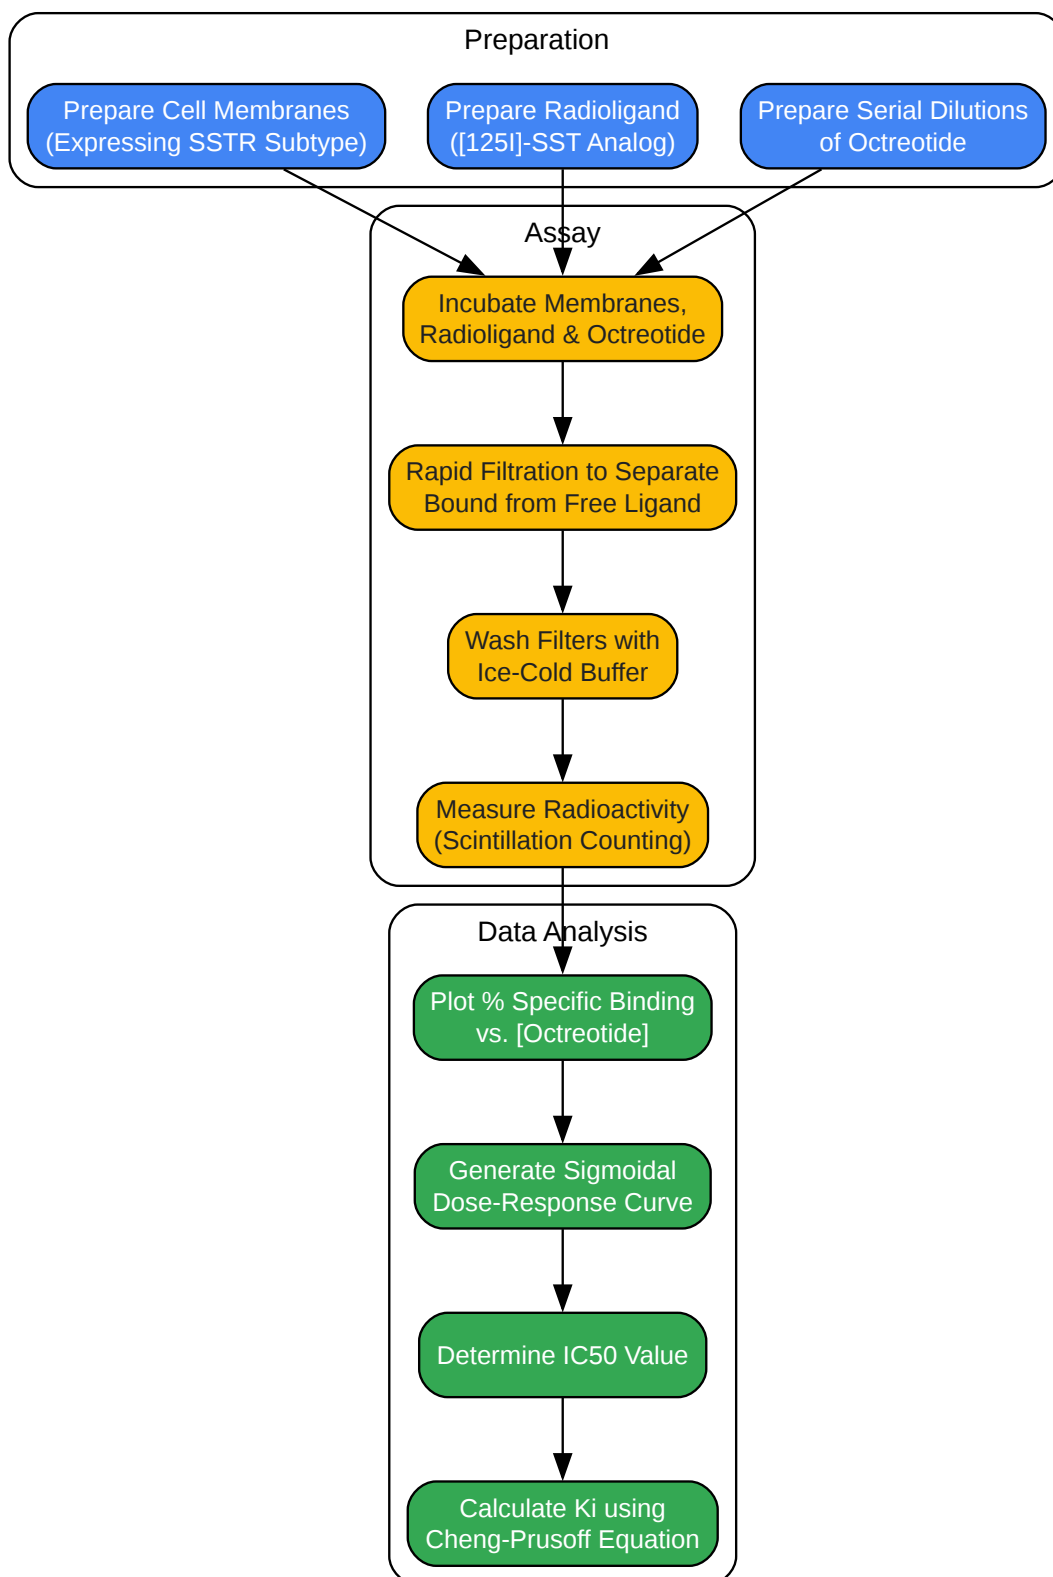 Preparation
Prepare Cell Membranes
(Expressing SSTR Subtype)
Prepare Radioligand
([125I]-SST Analog)
Prepare Serial Dilutions
of Octreotide
Assay
Incubate Membranes,
Radioligand & Octreotide
Rapid Filtration to Separate
Bound from Free Ligand
Wash Filters with
Ice-Cold Buffer
Measure Radioactivity
(Scintillation Counting)
Data Analysis
Plot % Specific Binding
vs. [Octreotide]
Generate Sigmoidal
Dose-Response Curve
Determine IC50 Value
Calculate Ki using
Cheng-Prusoff Equation